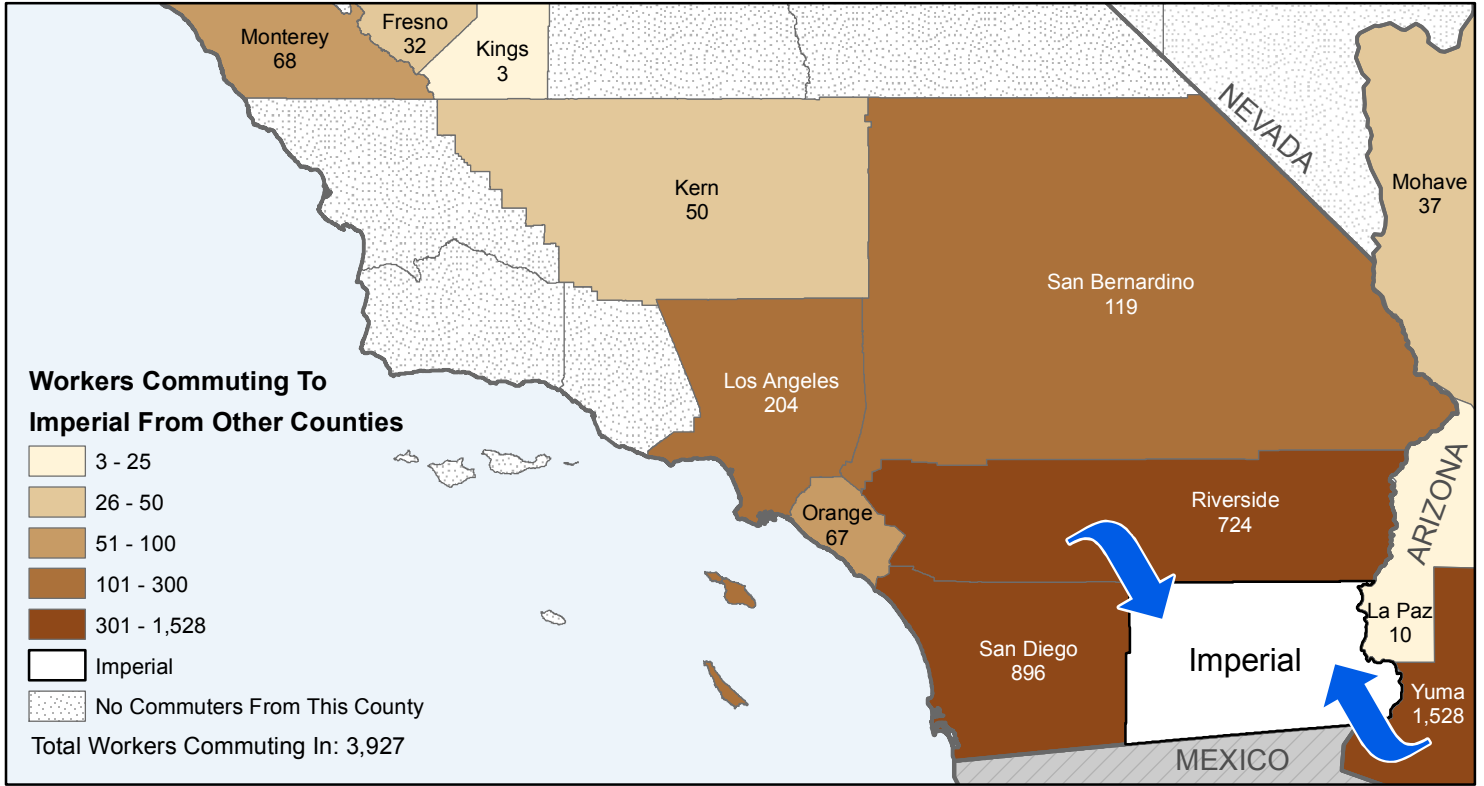 Monterey
68
Fresno
32
Kings
3
NEVADA
Mohave
37
Kern
50
San Bernardino
119
Los Angeles
204
Orange
67
Riverside
724
ARIZONA
La Paz
10
San Diego
896
Imperial
Yuma
1,528
MEXICO
Workers Commuting To
Imperial From Other Counties
3 - 25
26 - 50
51 - 100
101 - 300
301 - 1,528
Imperial
No Commuters From This County
Total Workers Commuting In: 3,927